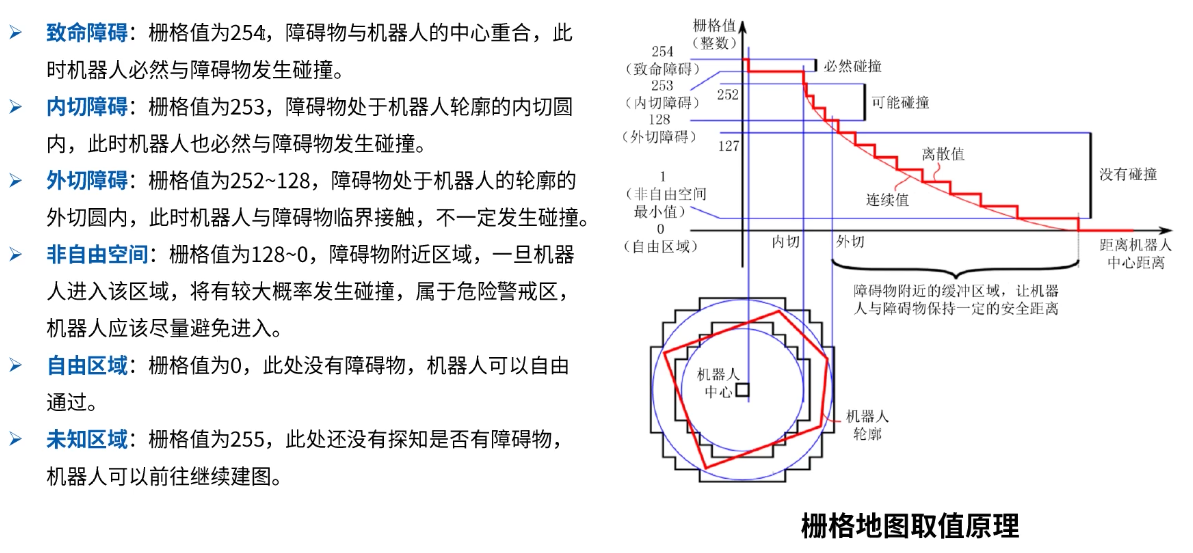 ➢ 致命障碍：栅格值为254，障碍物与机器人的中心重合，此
时机器人必然与障碍物发生碰撞。
➢ 内切障碍：栅格值为253，障碍物处于机器人轮廓的内切圆
内，此时机器人也必然与障碍物发生碰撞。
➢ 外切障碍：栅格值为252~128，障碍物处于机器人的轮廓的
外切圆内，此时机器人与障碍物临界接触，不一定发生碰撞。
➢ 非自由空间：栅格值为128~0，障碍物附近区域，一旦机器
人进入该区域，将有较大概率发生碰撞，属于危险警戒区，
机器人应该尽量避免进入。
➢ 自由区域：栅格值为0，此处没有障碍物，机器人可以自由
通过。
➢ 未知区域：栅格值为255，此处还没有探知是否有障碍物，
机器人可以前往继续建图。
栅格值
（整数）
254
（致命障碍）
253
（内切障碍）
252
128
（外切障碍）
127
1
（非自由空间
最小值）
0
（自由区域）
必然碰撞
可能碰撞
没有碰撞
离散值
连续值
内切
外切
距离机器人
中心距离
障碍物附近的缓冲区域，让机器
人与障碍物保持一定的安全距离
机器人
中心
机器人
轮廓
栅格地图取值原理